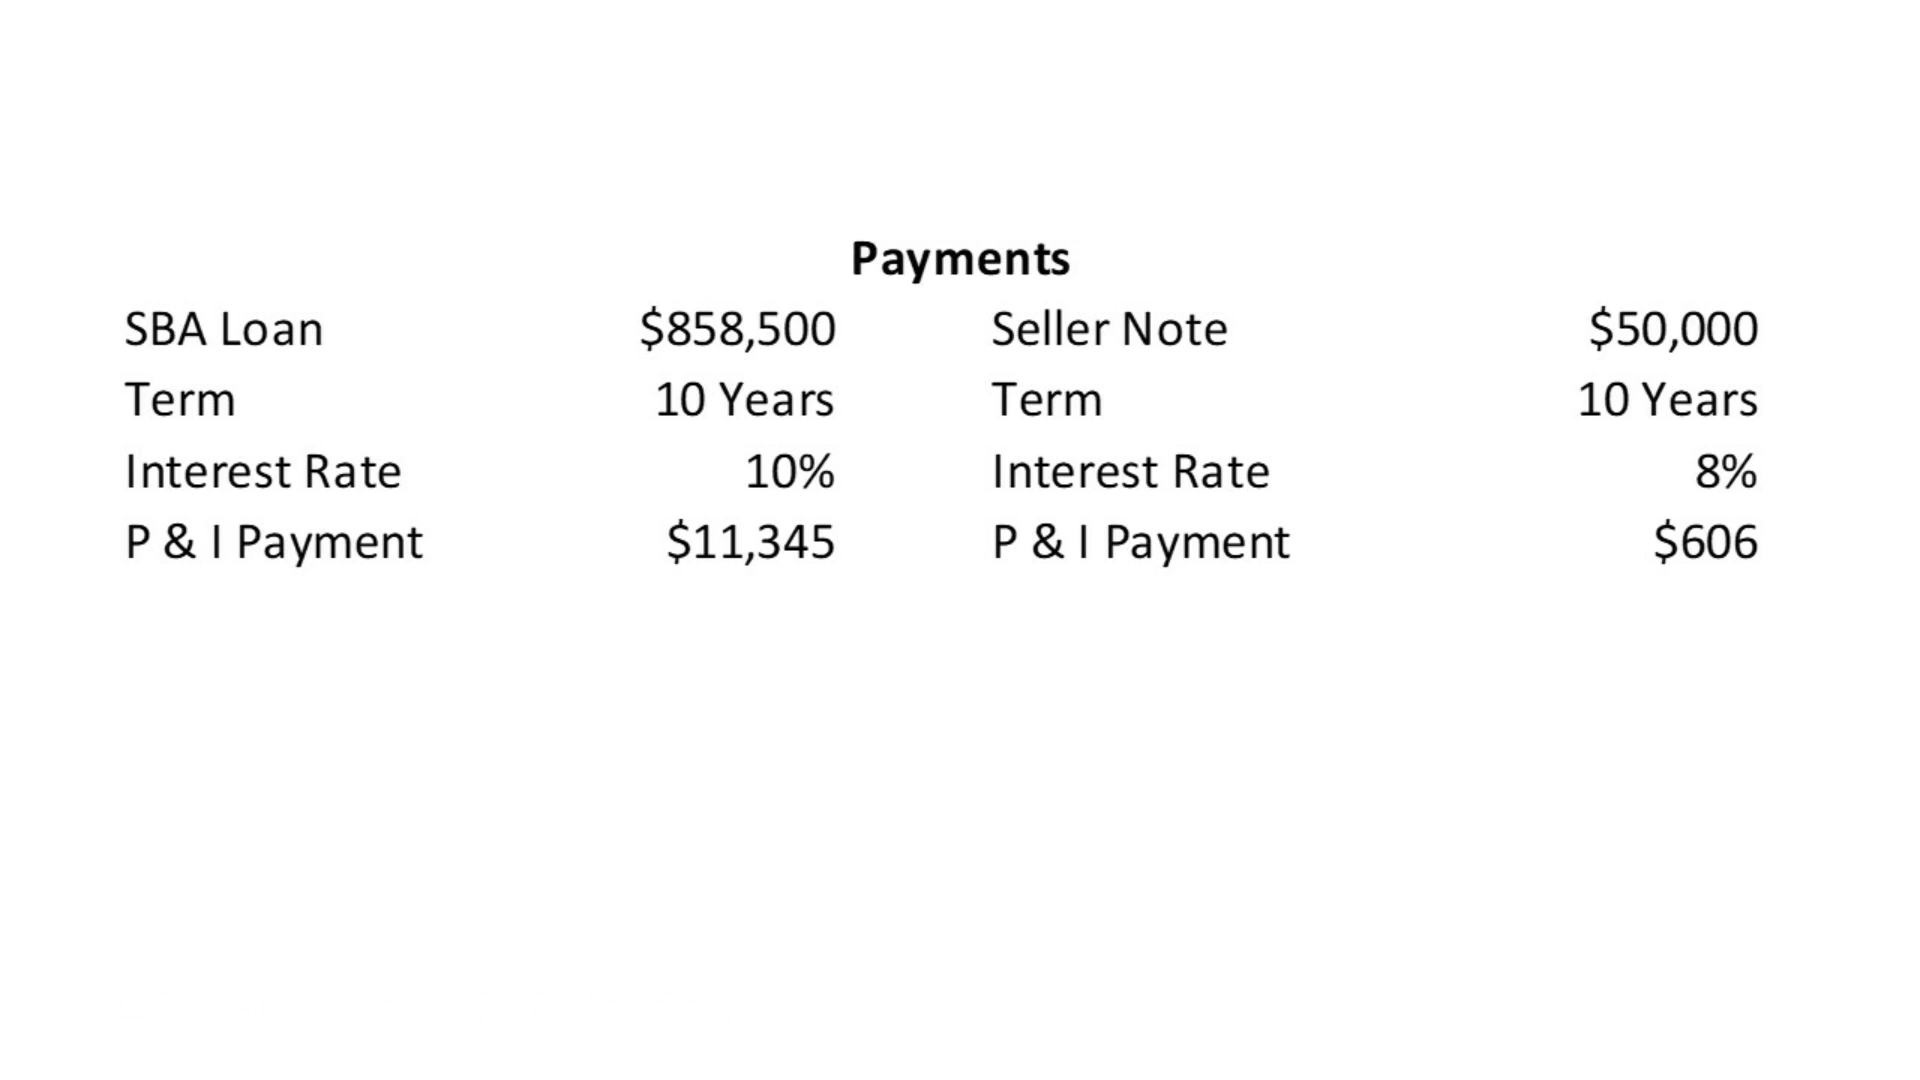 Payments
SBA Loan $858,500 Seller Note $50,000
Term 10 Years Term 10 Years
Interest Rate 10% Interest Rate 8%
P & I Payment $11,345 P & I Payment $606